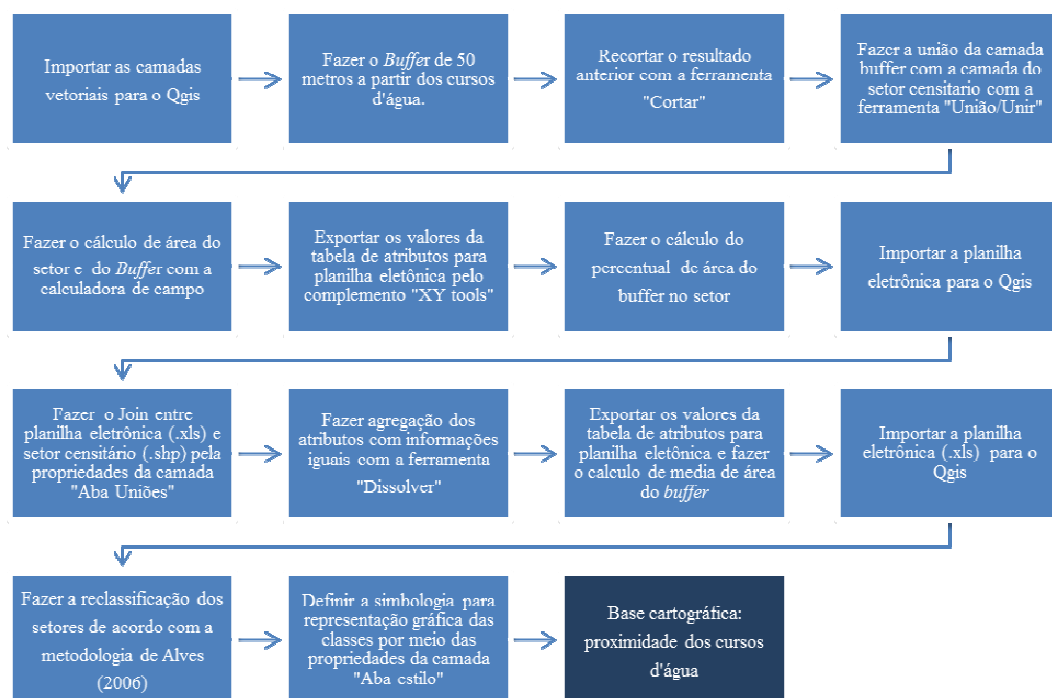 Importar as camadas
vetoriais para o Qgis
Fazer o Buffer de 50
metros a partir dos cursos
d'água.
Recortar o resultado
anterior com a ferramenta
"Cortar"
Fazer a união da camada
buffer com a camada do
setor censitario com a
ferramenta "União/Unir"
Fazer o cálculo de área do
setor e do Buffer com a
calculadora de campo
Exportar os valores da
tabela de atributos para
planilha eletônica pelo
complemento "XY tools"
Fazer o cálculo do
percentual de área do
buffer no setor
Importar a planilha
eletrônica para o Qgis
Fazer o Join entre
planilha eletrônica (.xls) e
setor censitário (.shp) pela
propriedades da camada
"Aba Uniões"
Fazer agregação dos
atributos com informações
iguais com a ferramenta
"Dissolver"
Exportar os valores da
tabela de atributos para
planilha eletônica e fazer
o cálculo de media de área
do buffer
Importar a planilha
eletrônica (.xls) para o
Qgis
Fazer a reclassificação dos
setores de acordo com a
metodologia de Alves
(2006)
Definir a simbologia para
representação gráfica das
classes por meio das
propriedades da camada
"Aba estilo"
Base cartográfica:
proximidade dos cursos
d'água